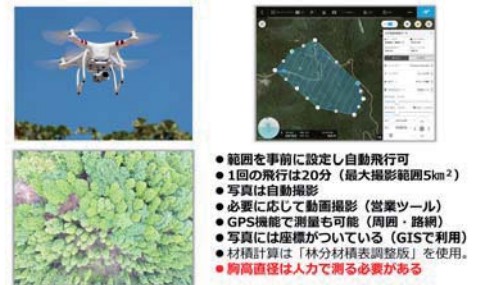 ● 範囲を事前に設定し自動飛行可
● 1回の飛行は20分（最大撮影範囲5km²）
● 写真は自動撮影
● 必要に応じて動画撮影（営業ツール）
● GPS機能で測量も可能（周囲・路網）
● 写真には座標がついている（GISで利用）
● 材積計算は「林分材積表調整版」を使用。
● 胸高直径は人力で測る必要がある